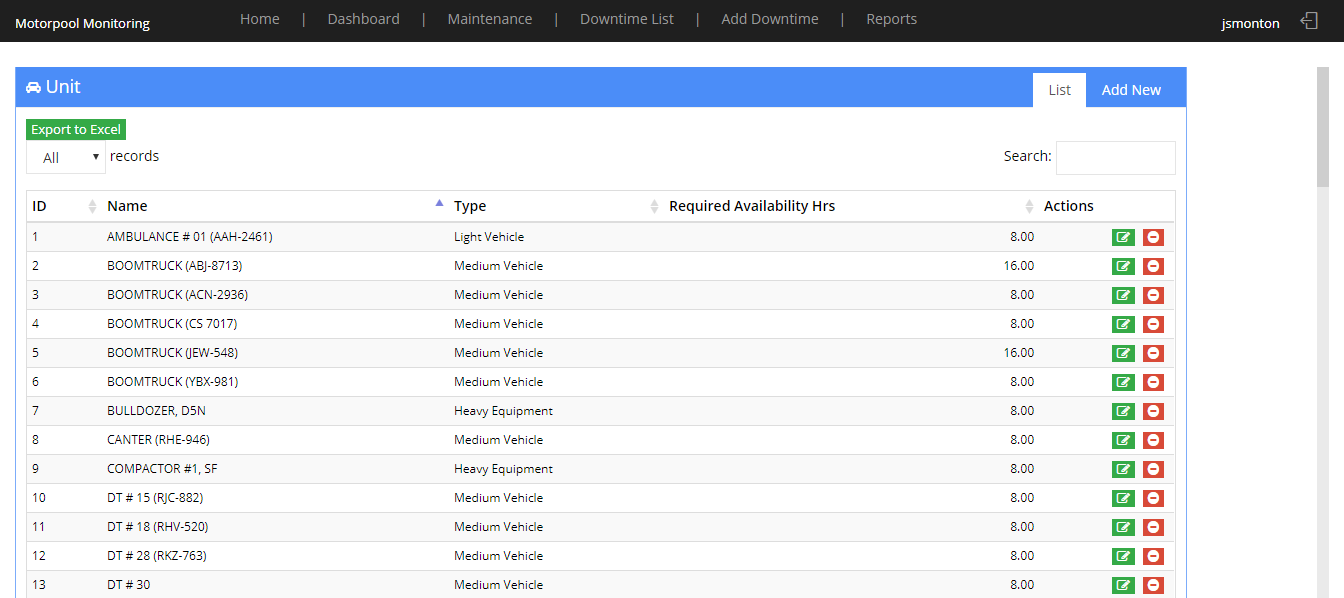 Motorpool Monitoring Home | Dashboard | Maintenance | Downtime List | Add Downtime | Reports jsmonton
Unit List Add New
Export to Excel
All records Search:
ID Name Type Required Availability Hrs Actions
1 AMBULANCE # 01 (AAH-2461) Light Vehicle 8.00
2 BOOMTRUCK (ABJ-8713) Medium Vehicle 16.00
3 BOOMTRUCK (ACN-2936) Medium Vehicle 8.00
4 BOOMTRUCK (CS 7017) Medium Vehicle 8.00
5 BOOMTRUCK (JEW-548) Medium Vehicle 16.00
6 BOOMTRUCK (YBX-981) Medium Vehicle 8.00
7 BULLDOZER, D5N Heavy Equipment 8.00
8 CANTER (RHE-946) Medium Vehicle 8.00
9 COMPACTOR #1, SF Heavy Equipment 8.00
10 DT # 15 (RJC-882) Medium Vehicle 8.00
11 DT # 18 (RHV-520) Medium Vehicle 8.00
12 DT # 28 (RKZ-763) Medium Vehicle 8.00
13 DT # 30 Medium Vehicle 8.00